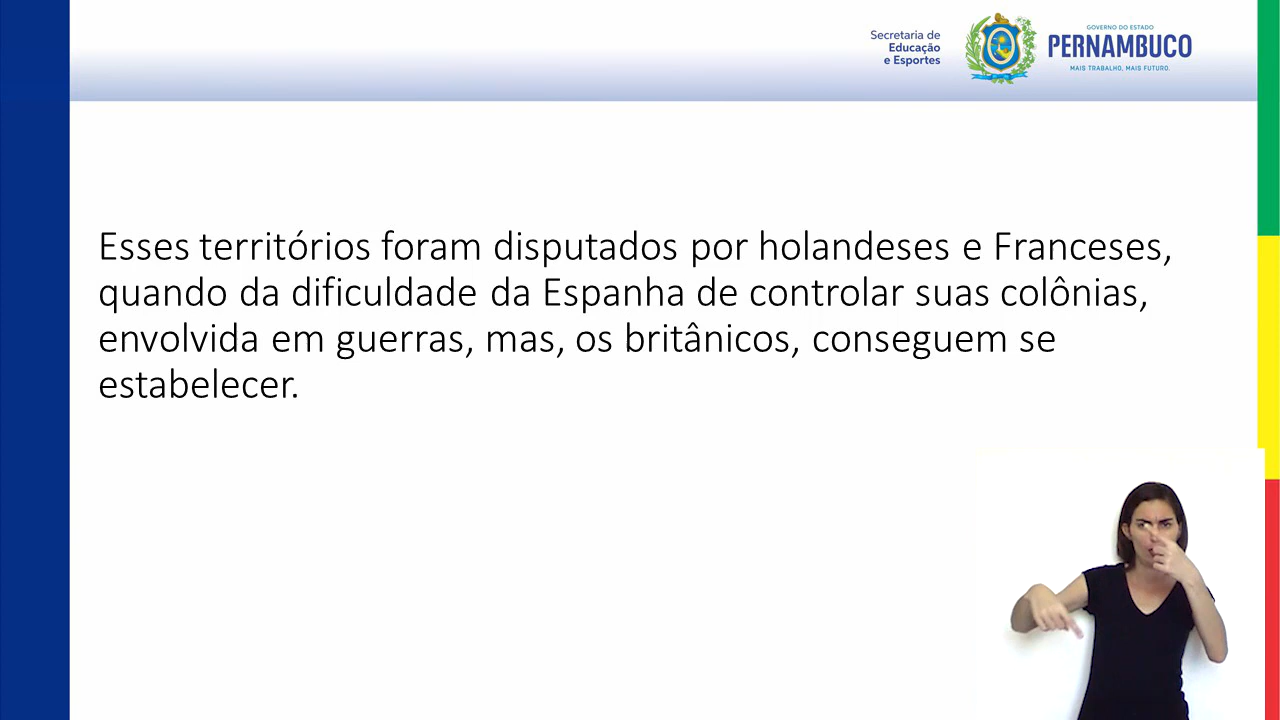 Secretaria de
Educação
e Esportes
GOVERNO DO ESTADO
PERNAMBUCO
MAIS TRABALHO, MAIS FUTURO.
Esses territórios foram disputados por holandeses e Franceses,
quando da dificuldade da Espanha de controlar suas colônias,
envolvida em guerras, mas, os britânicos, conseguem se
estabelecer.